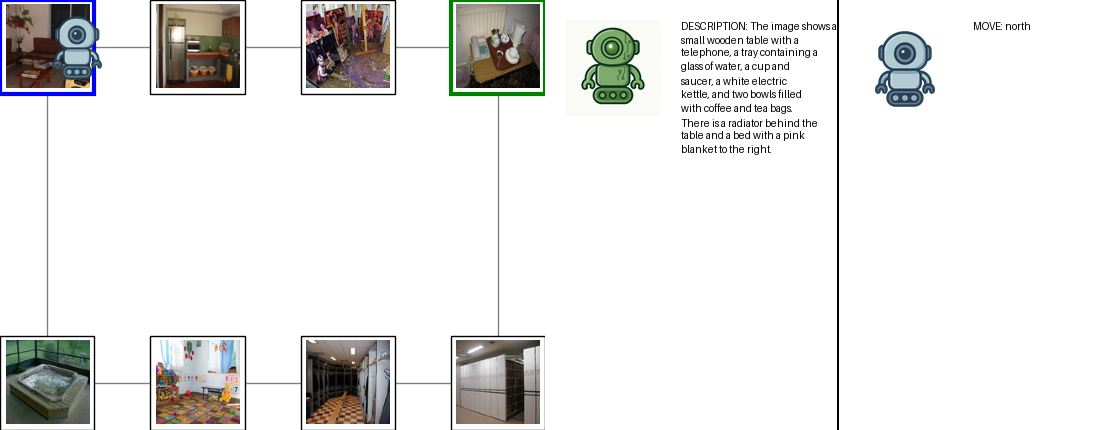 DESCRIPTION: The image shows a
small wooden table with a
telephone, a tray containing a
glass of water, a cup and
saucer, a white electric
kettle, and two bowls filled
with coffee and tea bags.
There is a radiator behind the
table and a bed with a pink
blanket to the right.
MOVE: north